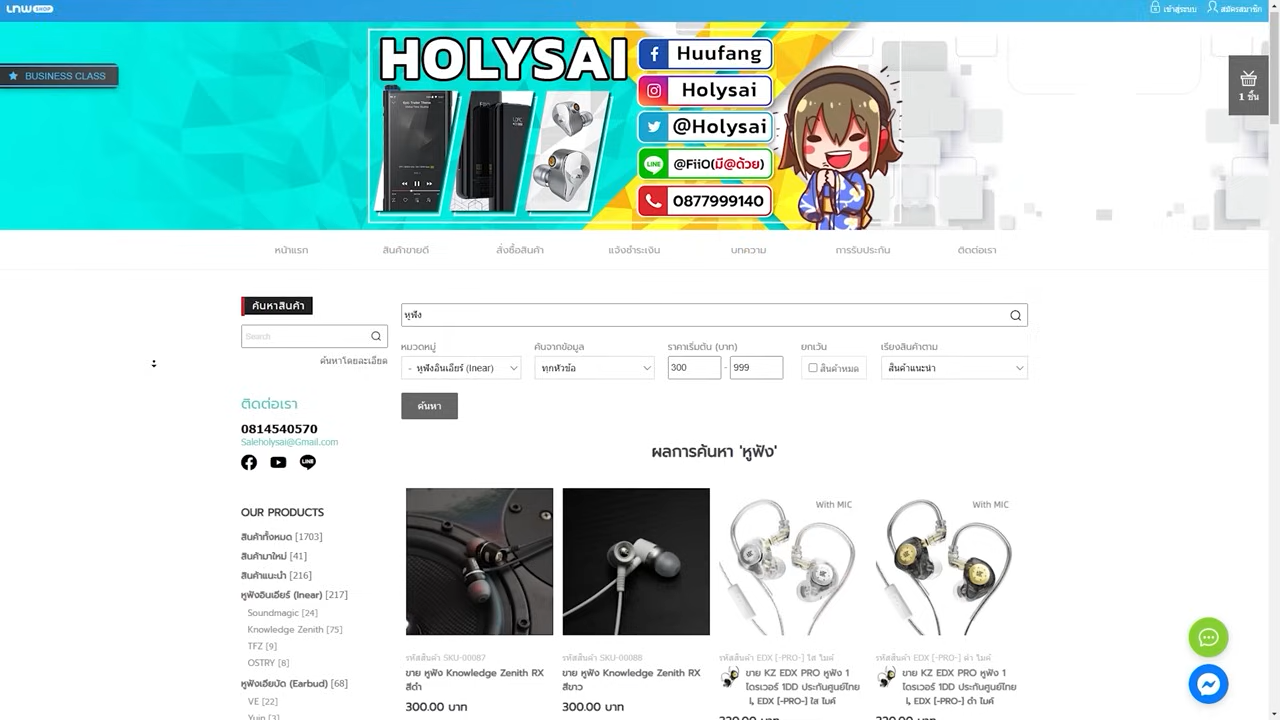 LnwSHOP
เข้าสู่ระบบ
สมัครสมาชิก
BUSINESS CLASS
HOLYSAI
Huufang
Holysai
@Holysai
LINE @FiiO(มี@ด้วย)
0877999140
1 ชิ้น
หน้าแรก
สินค้าขายดี
สั่งซื้อสินค้า
แจ้งชำระเงิน
บทความ
การรับประกัน
ติดต่อเรา
ค้นหาสินค้า
Search
ค้นหาโดยละเอียด
หูฟัง
หมวดหมู่
ค้นจากข้อมูล
ราคาเริ่มต้น (บาท)
ยกเว้น
เรียงสินค้าตาม
- หูฟังอินเอียร์ (Inear)
ทุกหัวข้อ
300 - 999
สินค้าหมด
สินค้าแนะนำ
ค้นหา
ติดต่อเรา
0814540570
Saleholysai@Gmail.com
LINE
OUR PRODUCTS
สินค้าทั้งหมด [1703]
สินค้ามาใหม่ [41]
สินค้าแนะนำ [216]
หูฟังอินเอียร์ (Inear) [217]
Soundmagic [24]
Knowledge Zenith [75]
TFZ [9]
OSTRY [8]
หูฟังเอียบัด (Earbud) [68]
VE [22]
Yuin [3]
ผลการค้นหา 'หูฟัง'
With MIC
With MIC
รหัสสินค้า SKU-00087
ขาย หูฟัง Knowledge Zenith RX
สีดำ
300.00 บาท
รหัสสินค้า SKU-00088
ขาย หูฟัง Knowledge Zenith RX
สีขาว
300.00 บาท
รหัสสินค้า EDX [-PRO-] ใส ไมค์
ขาย KZ EDX PRO หูฟัง 1
ไดรเวอร์ 1DD ประกันศูนย์ไทย
I, EDX [-PRO-] ใส ไมค์
320.00 บาท
รหัสสินค้า EDX [-PRO-] ดำ ไมค์
ขาย KZ EDX PRO หูฟัง 1
ไดรเวอร์ 1DD ประกันศูนย์ไทย
I, EDX [-PRO-] ดำ ไมค์
320.00 บาท